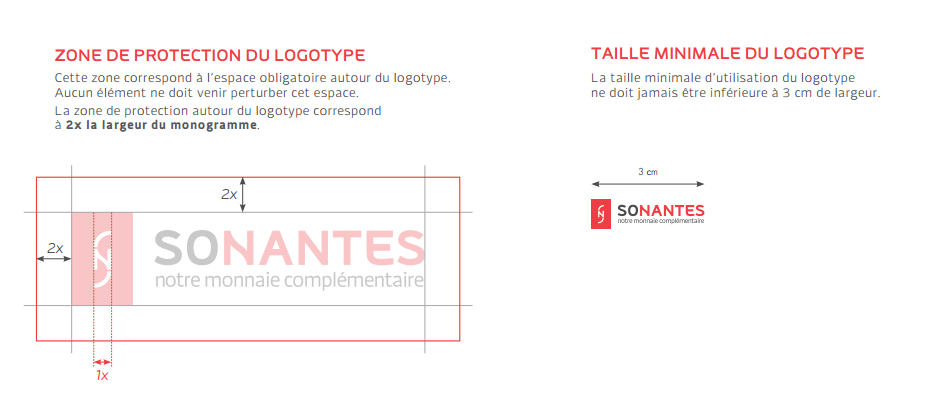 ZONE DE PROTECTION DU LOGOTYPE
Cette zone correspond à l'espace obligatoire autour du logotype.
Aucun élément ne doit venir perturber cet espace.
La zone de protection autour du logotype correspond
à 2x la largeur du monogramme.
2x
2x
SONANTES
notre monnaie complémentaire
1x
TAILLE MINIMALE DU LOGOTYPE
La taille minimale d'utilisation du logotype
ne doit jamais être inférieure à 3 cm de largeur.
3 cm
SONANTES
notre monnaie complémentaire